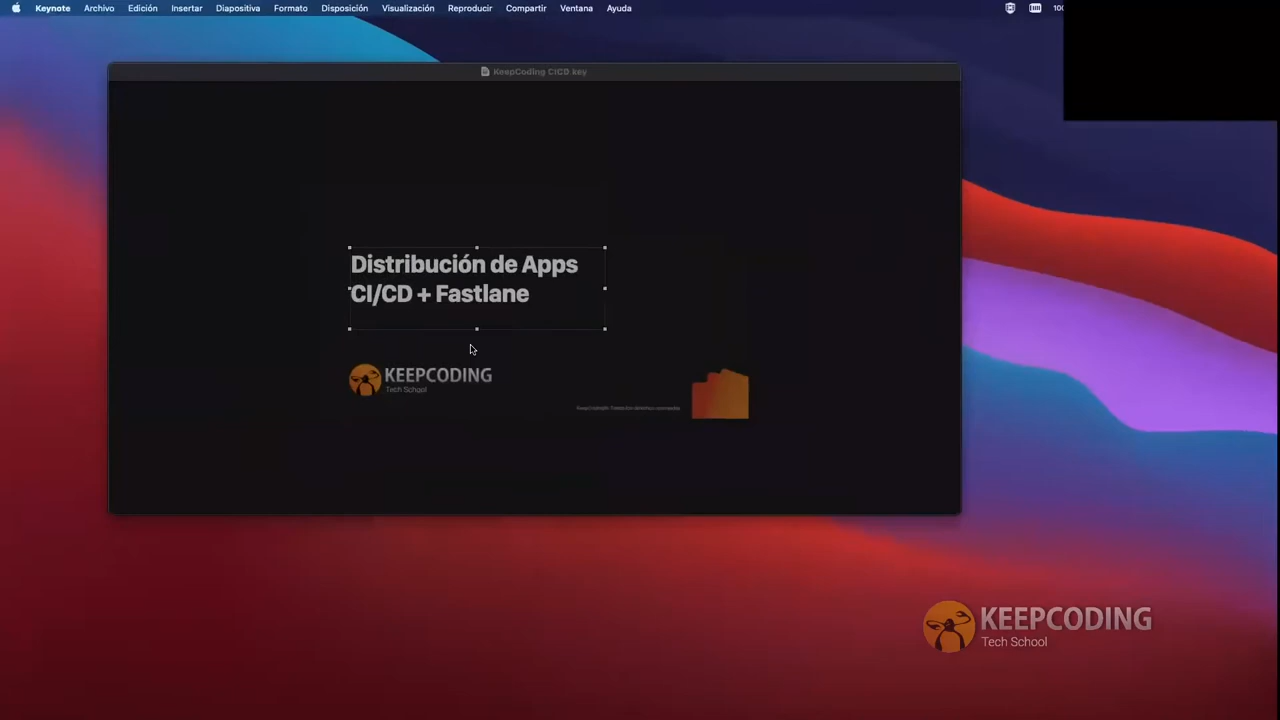 Keynote Archivo Edición Insertar Diapositiva Formato Disposición Visualización Reproducir Compartir Ventana Ayuda 100
KeepCoding CICD.key
Distribución de Apps
CI/CD + Fastlane
KEEPCODING
Tech School
KEEPCODING
Tech School